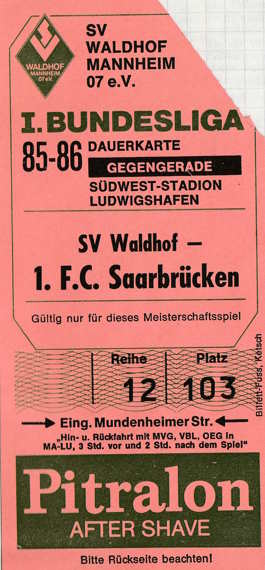 WALDHOF
MANNHEIM
07 e.V.
SV
WALDHOF
MANNHEIM
07 e.V.
I. BUNDESLIGA
85-86 DAUERKARTE
GEGENGERADE
SÜDWEST-STADION
LUDWIGSHAFEN
SV Waldhof –
1. F.C. Saarbrücken
Gültig nur für dieses Meisterschaftsspiel
Reihe Platz
12 103
Eing. Mundenheimer Str.
„Hin- u. Rückfahrt mit MVG, VBL, OEG in
MA-LU, 3 Std. vor und 2 Std. nach dem Spiel"
Pitralon
AFTER SHAVE
Bitte Rückseite beachten!